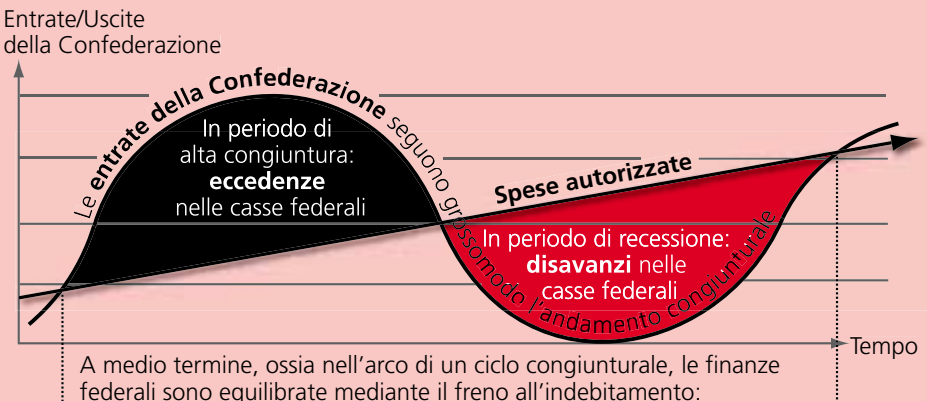 Entrate/Uscite
della Confederazione
Le entrate della Confederazione seguono grossomodo l'andamento congiunturale
In periodo di
alta congiuntura:
eccedenze
nelle casse federali
Spese autorizzate
In periodo di recessione:
disavanzi nelle
casse federali
Tempo
A medio termine, ossia nell'arco di un ciclo congiunturale, le finanze
federali sono equilibrate mediante il freno all'indebitamento: